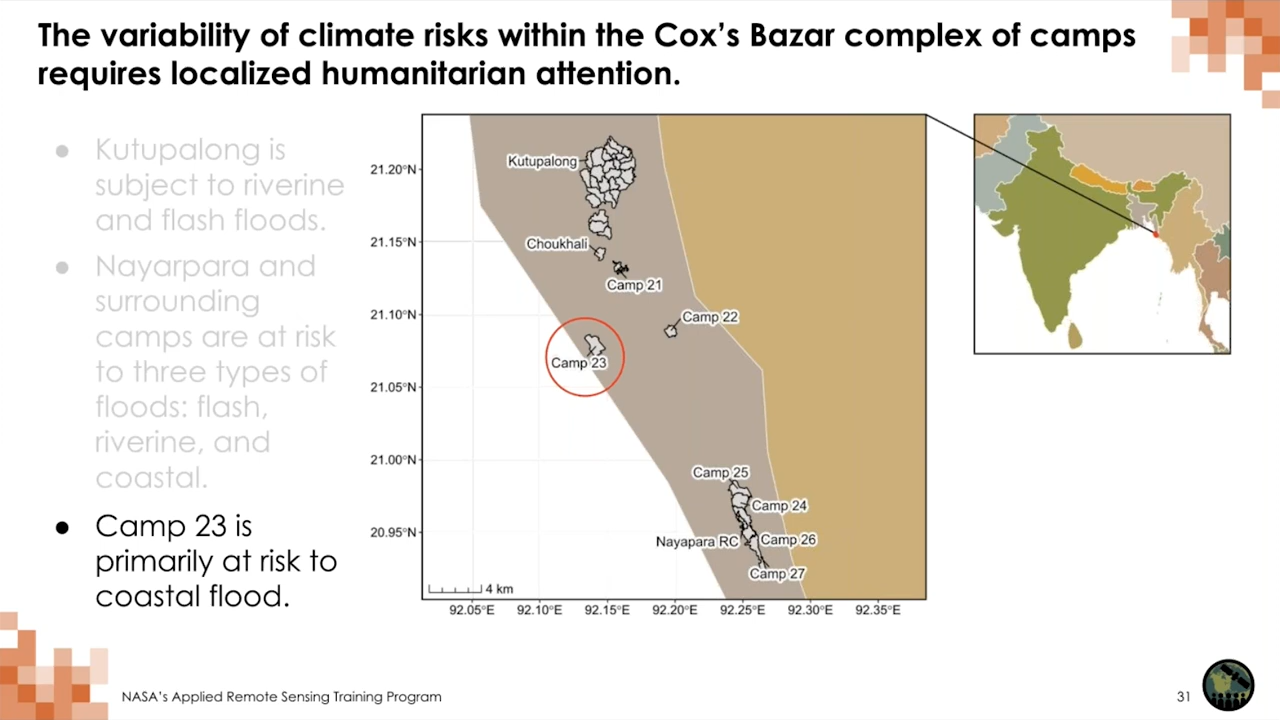 The variability of climate risks within the Cox's Bazar complex of camps
requires localized humanitarian attention.
● Kutupalong is
subject to riverine
and flash floods.
● Nayarpara and
surrounding
camps are at risk
to three types of
floods: flash,
riverine, and
coastal.
● Camp 23 is
primarily at risk to
coastal flood.
21.20°N
21.15°N
21.10°N
21.05°N
21.00°N
20.95°N
Kutupalong
Choukhali
Camp 21
Camp 22
Camp 23
Camp 25
Camp 24
Nayapara RC
Camp 26
Camp 27
4 km
92.05°E
92.10°E
92.15°E
92.20°E
92.25°E
92.30°E
92.35°E
NASA's Applied Remote Sensing Training Program
31